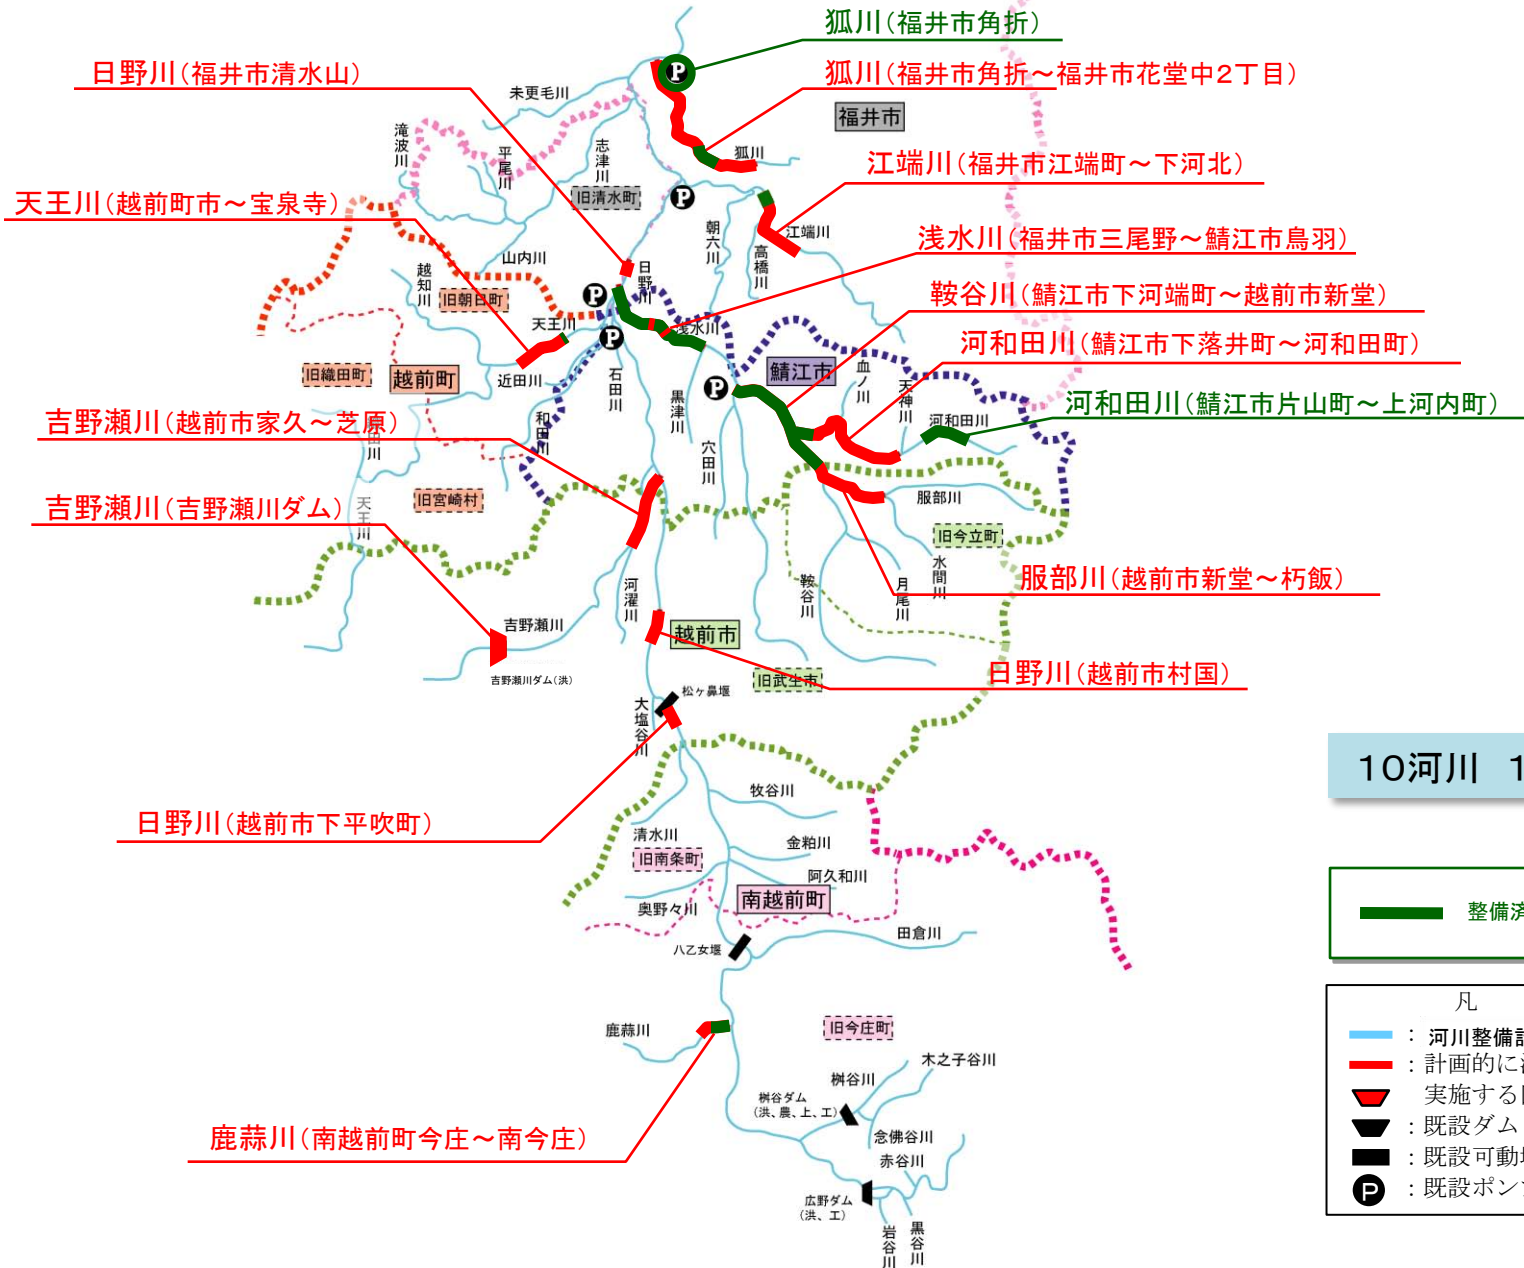 狐川(福井市角折)
日野川(福井市清水山)
狐川(福井市角折～福井市花堂中2丁目)
未更毛川
福井市
滝波川
平尾川
志津川
狐川
江端川(福井市江端町～下河北)
旧清水町
天王川(越前町市～宝泉寺)
朝六川
江端川
高橋川
浅水川(福井市三尾野～鯖江市鳥羽)
山内川
越知川
日野川
旧朝日町
鞍谷川(鯖江市下河端町～越前市新堂)
天王川
浅水川
河和田川(鯖江市下落井町～河和田町)
鯖江市
血ノ川
旧織田町
越前町
近田川
石田川
黒津川
天神川
河和田川(鯖江市片山町～上河内町)
吉野瀬川(越前市家久～芝原)
和田川
河和田川
穴田川
旧宮崎村
吉野瀬川(吉野瀬川ダム)
天王川
服部川
旧今立町
水間川
河濯川
鞍谷川
月尾川
服部川(越前市新堂～朽飯)
吉野瀬川
越前市
吉野瀬川ダム(洪)
旧武生市
日野川(越前市村国)
松ヶ鼻堰
大塩谷川
10河川 1
牧谷川
日野川(越前市下平吹町)
清水川
金粕川
旧南条町
阿久和川
南越前町
奥野々川
整備済
田倉川
八乙女堰
凡
鹿蒜川
旧今庄町
: 河川整備計
: 計画的に
実施する
: 既設ダム
: 既設可動堰
P : 既設ポンプ
木之子谷川
桝谷川
桝谷ダム
(洪、農、上、工)
鹿蒜川(南越前町今庄～南今庄)
念佛谷川
赤谷川
広野ダム
(洪、工)
岩谷川
黒谷川
P
P
P
P
P